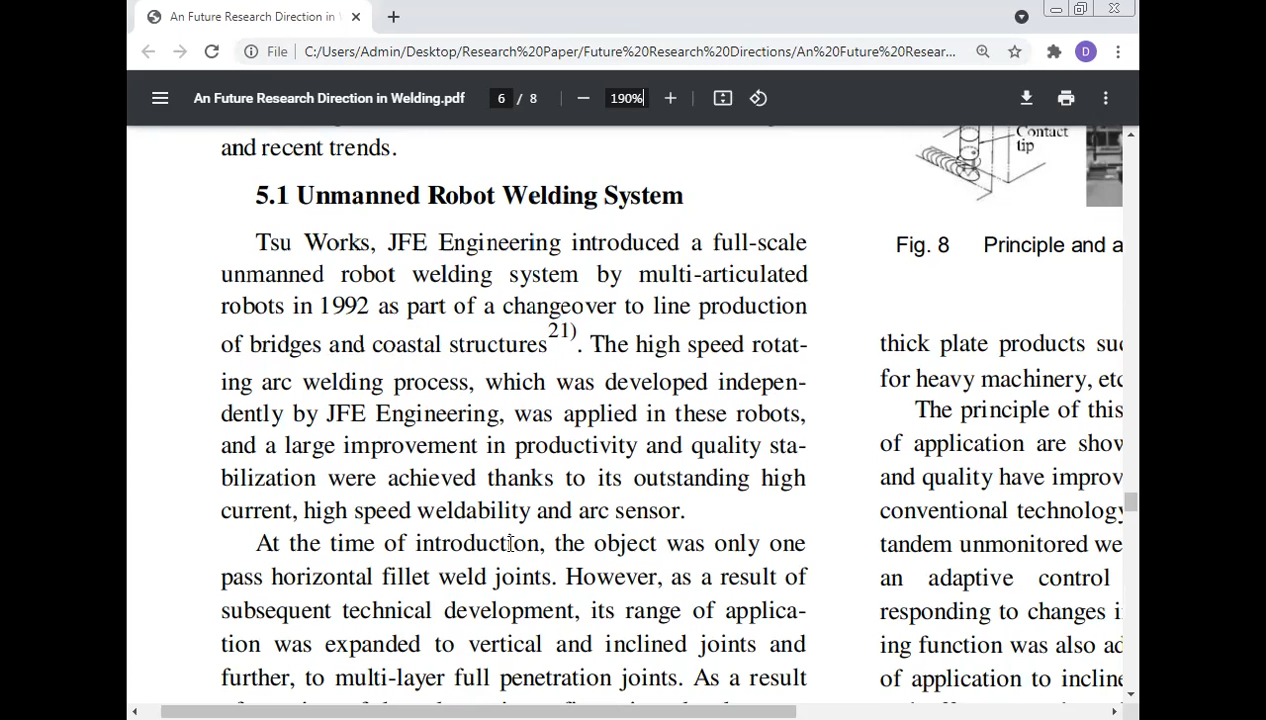 An Future Research Direction in
File C:/Users/Admin/Desktop/Research%20Paper/Future%20Research%20Directions/An%20Future%20Resear... D
An Future Research Direction in Welding.pdf 6 / 8 190%
and recent trends.
5.1 Unmanned Robot Welding System
Tsu Works, JFE Engineering introduced a full-scale
unmanned robot welding system by multi-articulated
robots in 1992 as part of a changeover to line production
of bridges and coastal structures21). The high speed rotat-
ing arc welding process, which was developed indepen-
dently by JFE Engineering, was applied in these robots,
and a large improvement in productivity and quality sta-
bilization were achieved thanks to its outstanding high
current, high speed weldability and arc sensor.
At the time of introduction, the object was only one
pass horizontal fillet weld joints. However, as a result of
subsequent technical development, its range of applica-
tion was expanded to vertical and inclined joints and
further, to multi-layer full penetration joints. As a result
Contact
tip
Fig. 8 Principle and a
thick plate products suc
for heavy machinery, etc
The principle of this
of application are show
and quality have improv
conventional technology
tandem unmonitored we
an adaptive control
responding to changes i
ing function was also ad
of application to incline